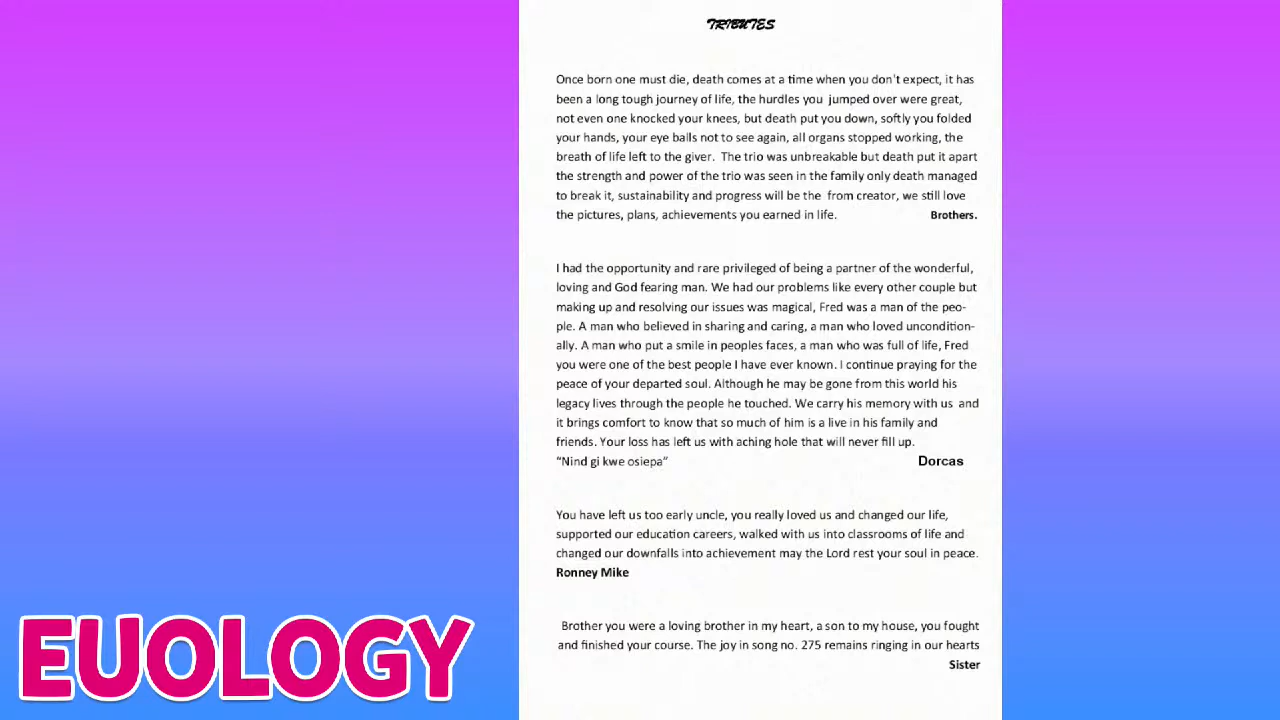 TRIBUTES
Once born one must die, death comes at a time when you don't expect, it has
been a long tough journey of life, the hurdles you jumped over were great,
not even one knocked your knees, but death put you down, softly you folded
your hands, your eye balls not to see again, all organs stopped working, the
breath of life left to the giver. The trio was unbreakable but death put it apart
the strength and power of the trio was seen in the family only death managed
to break it, sustainability and progress will be the from creator, we still love
the pictures, plans, achievements you earned in life. Brothers.
I had the opportunity and rare privileged of being a partner of the wonderful,
loving and God fearing man. We had our problems like every other couple but
making up and resolving our issues was magical, Fred was a man of the peo-
ple. A man who believed in sharing and caring, a man who loved uncondition-
ally. A man who put a smile in peoples faces, a man who was full of life, Fred
you were one of the best people I have ever known. I continue praying for the
peace of your departed soul. Although he may be gone from this world his
legacy lives through the people he touched. We carry his memory with us and
it brings comfort to know that so much of him is a live in his family and
friends. Your loss has left us with aching hole that will never fill up.
“Nind gi kwe osiepa” Dorcas
You have left us too early uncle, you really loved us and changed our life,
supported our education careers, walked with us into classrooms of life and
changed our downfalls into achievement may the Lord rest your soul in peace.
Ronney Mike
Brother you were a loving brother in my heart, a son to my house, you fought
and finished your course. The joy in song no. 275 remains ringing in our hearts
Sister
EUOLOGY